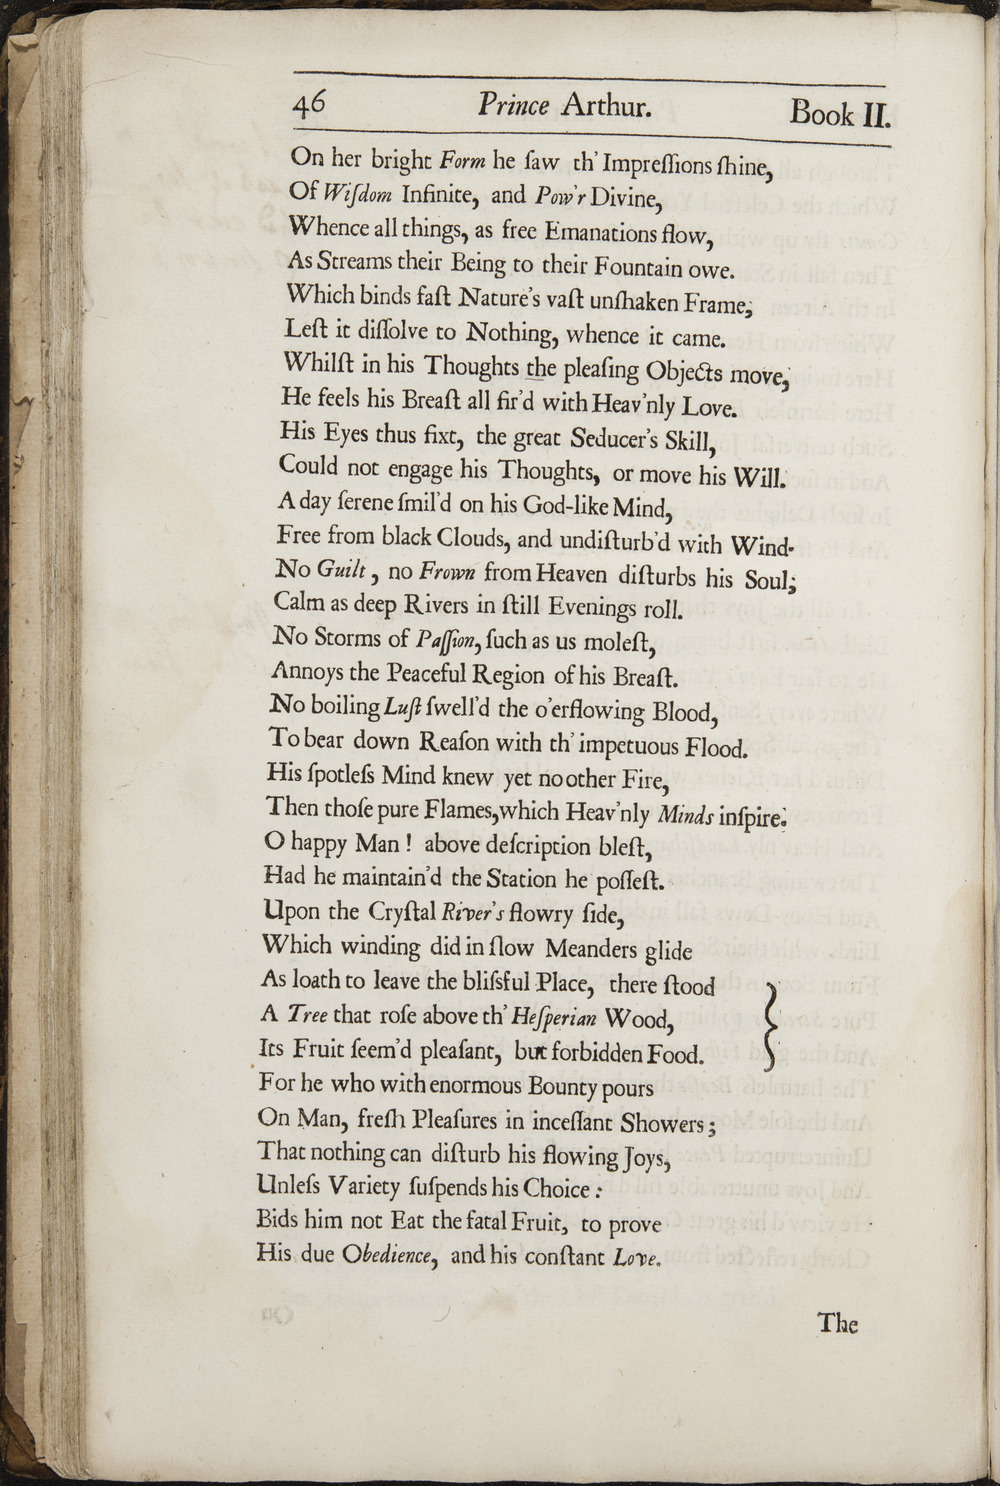 46 Prince Arthur. Book II.
On her bright Form he ſaw th' Impreſſions ſhine,
Of Wiſdom Infinite, and Pow'r Divine,
Whence all things, as free Emanations flow,
As Streams their Being to their Fountain owe.
Which binds faſt Nature's vaſt unſhaken Frame;
Leſt it diſſolve to Nothing, whence it came.
Whilſt in his Thoughts the pleaſing Objects move,
He feels his Breaſt all fir'd with Heav'nly Love.
His Eyes thus fixt, the great Seducer's Skill,
Could not engage his Thoughts, or move his Will.
A day ſerene ſmil'd on his God-like Mind,
Free from black Clouds, and undiſturb'd with Wind.
No Guilt, no Frown from Heaven diſturbs his Soul;
Calm as deep Rivers in ſtill Evenings roll.
No Storms of Paſſion, ſuch as us moleſt,
Annoys the Peaceful Region of his Breaſt.
No boiling Luſt ſwell'd the o'erflowing Blood,
To bear down Reaſon with th' impetuous Flood.
His ſpotleſs Mind knew yet no other Fire,
Then thoſe pure Flames, which Heav'nly Minds inſpire.
O happy Man! above deſcription bleſt,
Had he maintain'd the Station he poſſeſt.
Upon the Cryſtal River's flowry ſide,
Which winding did in ſlow Meanders glide
As loath to leave the bliſsful Place, there ſtood
A Tree that roſe above th' Heſperian Wood,
Its Fruit ſeem'd pleaſant, but forbidden Food.
For he who with enormous Bounty pours
On Man, freſh Pleaſures in inceſſant Showers;
That nothing can diſturb his flowing Joys,
Unleſs Variety ſuſpends his Choice:
Bids him not Eat the fatal Fruit, to prove
His due Obedience, and his conſtant Love.
The